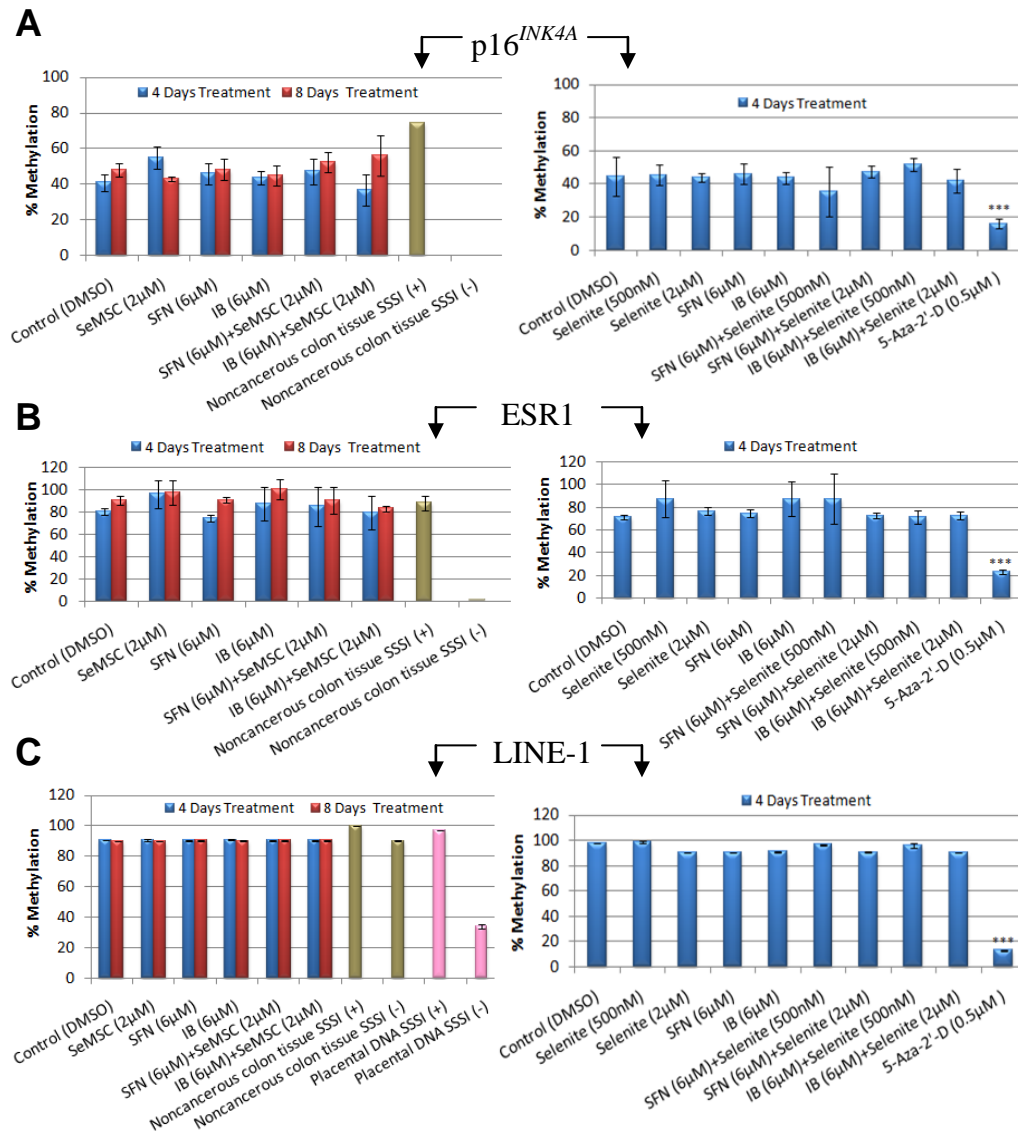 A
p16INK4A
100
80
60
40
20
0
% Methylation
4 Days Treatment
8 Days Treatment
Control (DMSO)
SeMSC (2µM)
SFN (6µM)
IB (6µM)
SFN (6µM)+SeMSC (2µM)
IB (6µM)+SeMSC (2µM)
Noncancerous colon tissue SSSI (+)
Noncancerous colon tissue SSSI (-)
100
80
60
40
20
0
% Methylation
4 Days Treatment
***
Control (DMSO)
Selenite (500nM)
Selenite (2µM)
SFN (6µM)
IB (6µM)
SFN (6µM)+Selenite (500nM)
SFN (6µM)+Selenite (2µM)
IB (6µM)+Selenite (500nM)
IB (6µM)+Selenite (2µM)
5-Aza-2'-D (0.5µM )
B
ESR1
120
100
80
60
40
20
0
% Methylation
4 Days Treatment
8 Days Treatment
Control (DMSO)
SeMSC (2µM)
SFN (6µM)
IB (6µM)
SFN (6µM)+SeMSC (2µM)
IB (6µM)+SeMSC (2µM)
Noncancerous colon tissue SSSI (+)
Noncancerous colon tissue SSSI (-)
120
100
80
60
40
20
0
% Methylation
4 Days Treatment
***
Control (DMSO)
Selenite (500nM)
Selenite (2µM)
SFN (6µM)
IB (6µM)
SFN (6µM)+Selenite (500nM)
SFN (6µM)+Selenite (2µM)
IB (6µM)+Selenite (500nM)
IB (6µM)+Selenite (2µM)
5-Aza-2'-D (0.5µM )
C
LINE-1
120
100
80
60
40
20
0
% Methylation
4 Days Treatment
8 Days Treatment
Control (DMSO)
SeMSC (2µM)
SFN (6µM)
IB (6µM)
SFN (6µM)+SeMSC (2µM)
IB (6µM)+SeMSC (2µM)
Noncancerous colon tissue SSSI (+)
Noncancerous colon tissue SSSI (-)
Placental DNA SSSI (+)
Placental DNA SSSI (-)
120
100
80
60
40
20
0
% Methylation
4 Days Treatment
***
Control (DMSO)
Selenite (500nM)
Selenite (2µM)
SFN (6µM)
IB (6µM)
SFN (6µM)+Selenite (500nM)
SFN (6µM)+Selenite (2µM)
IB (6µM)+Selenite (500nM)
IB (6µM)+Selenite (2µM)
5-Aza-2'-D (0.5µM )